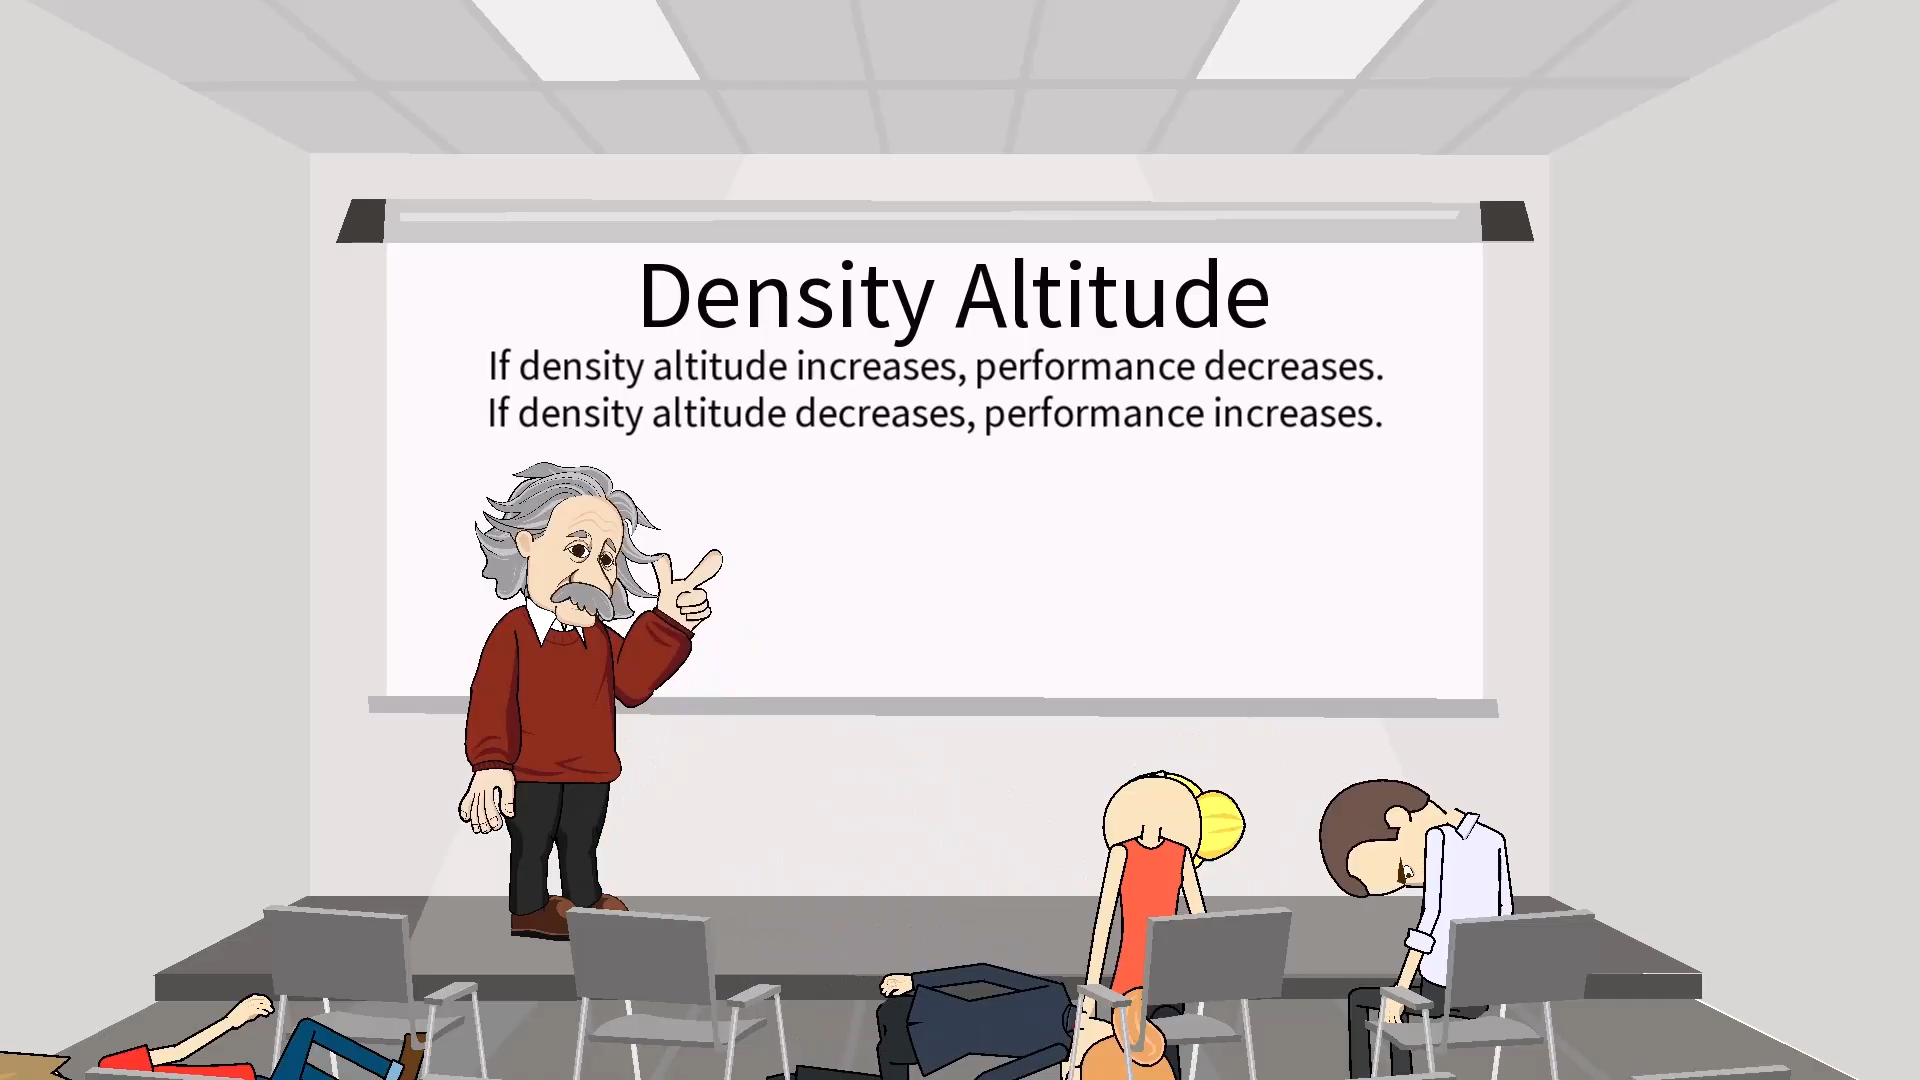 Density Altitude
If density altitude increases, performance decreases.
If density altitude decreases, performance increases.